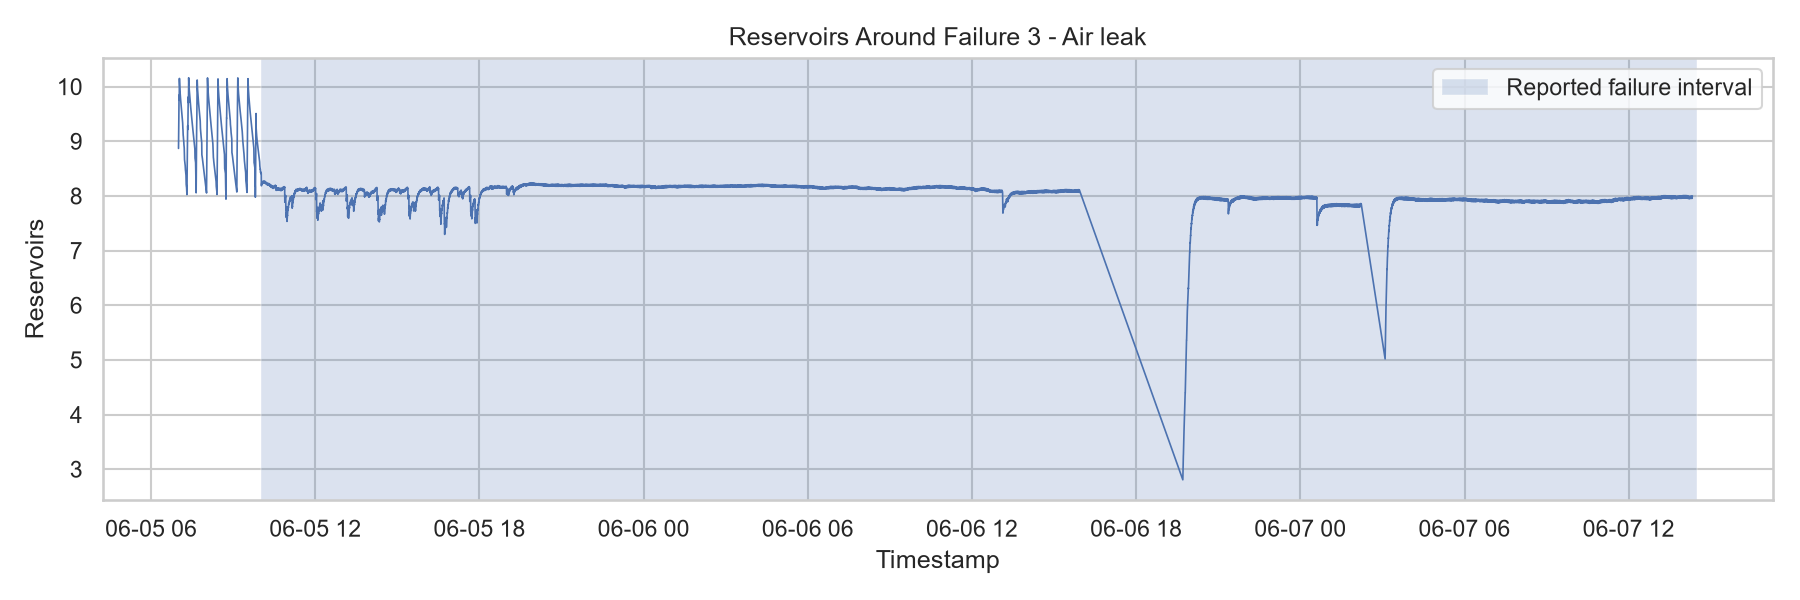 Reservoirs Around Failure 3 - Air leak
Reported failure interval
Reservoirs
10
9
8
7
6
5
4
3
06-05 06 06-05 12 06-05 18 06-06 00 06-06 06 06-06 12 06-06 18 06-07 00 06-07 06 06-07 12
Timestamp